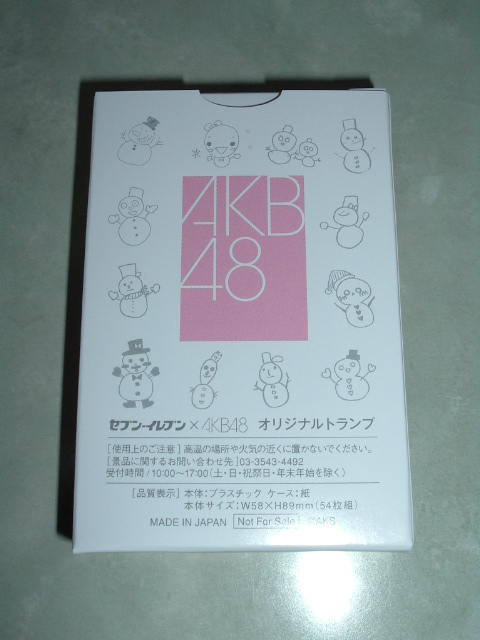 AKB
48
セブン-イレブン×AKB48 オリジナルトランプ
[使用上のご注意] 高温の場所や火気の近くに置かないでください。
[景品に関するお問い合わせ先] 03-3543-4492
受付時間/10:00〜17:00(土・日・祝祭日・年末年始を除く)
[品質表示] 本体:プラスチック ケース:紙
本体サイズ:W58×H89mm(54枚組)
MADE IN JAPAN Not For Sale ©AKS